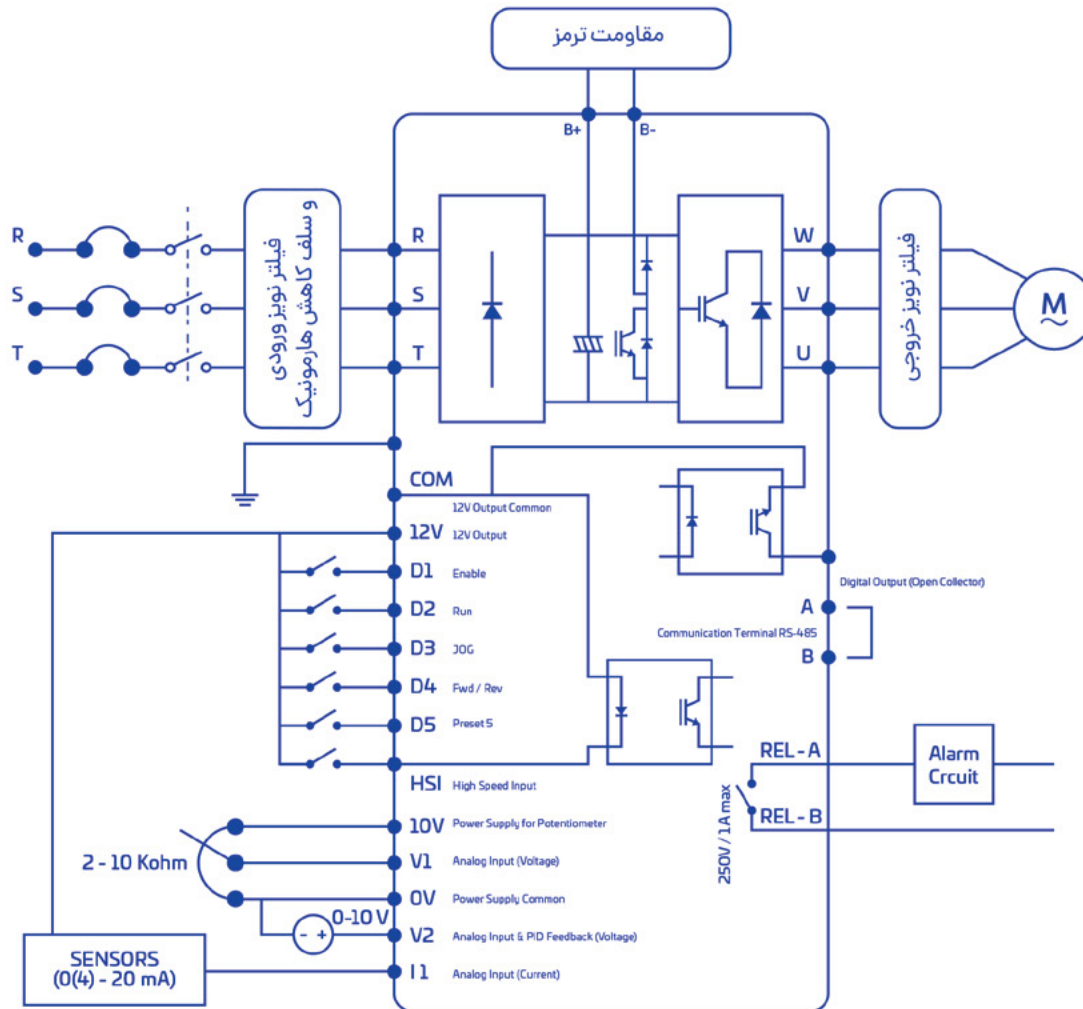 مقاومت ترمز
B+
B-
R
S
T
فیلتر نویز ورودی
و سلف کاهش هارمونیک
R
S
T
W
V
U
فیلتر نویز خروجی
M
~
COM
12V Output Common
12V 12V Output
D1 Enable
D2 Run
D3 JOG
D4 Fwd / Rev
D5 Preset 5
HSI High Speed Input
10V Power Supply for Potentiometer
V1 Analog Input (Voltage)
0V Power Supply Common
V2 Analog Input & PID Feedback (Voltage)
I1 Analog Input (Current)
2 - 10 Kohm
0-10 V
- +
SENSORS
(0(4) - 20 mA)
Digital Output (Open Collector)
A
Communication Terminal RS-485
B
REL - A
REL - B
250V / 1A max
Alarm
Crcuit